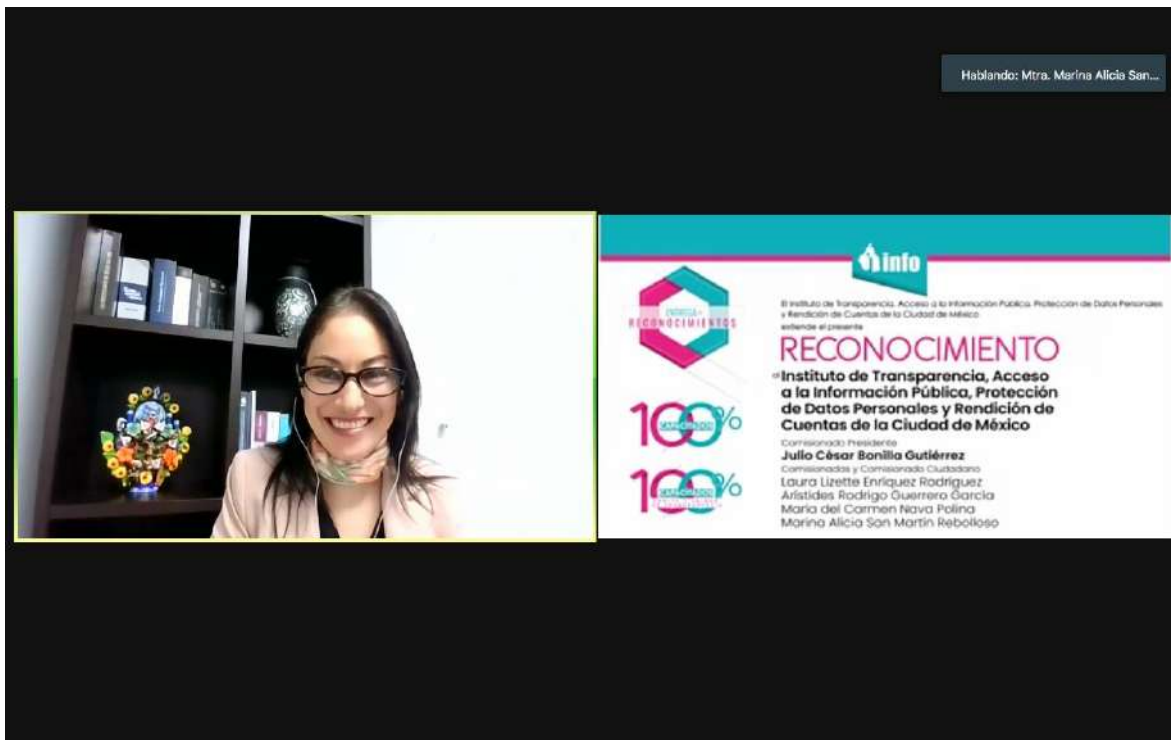 Hablando: Mtra. Marina Alicia San...
info
El Instituto de Transparencia, Acceso a la Información Pública, Protección de Datos Personales
y Rendición de Cuentas de la Ciudad de México
extiende el presente
RECONOCIMIENTO
al Instituto de Transparencia, Acceso
a la Información Pública, Protección
de Datos Personales y Rendición de
Cuentas de la Ciudad de México
Comisionado Presidente
Julio César Bonilla Gutiérrez
Comisionadas y Comisionado Ciudadano
Laura Lizette Enríquez Rodríguez
Arístides Rodrigo Guerrero García
María del Carmen Nava Polina
Marina Alicia San Martín Rebolloso
ENTREGA DE
RECONOCIMIENTOS
100%
CAPACITADOS
100%
CAPACITADOS